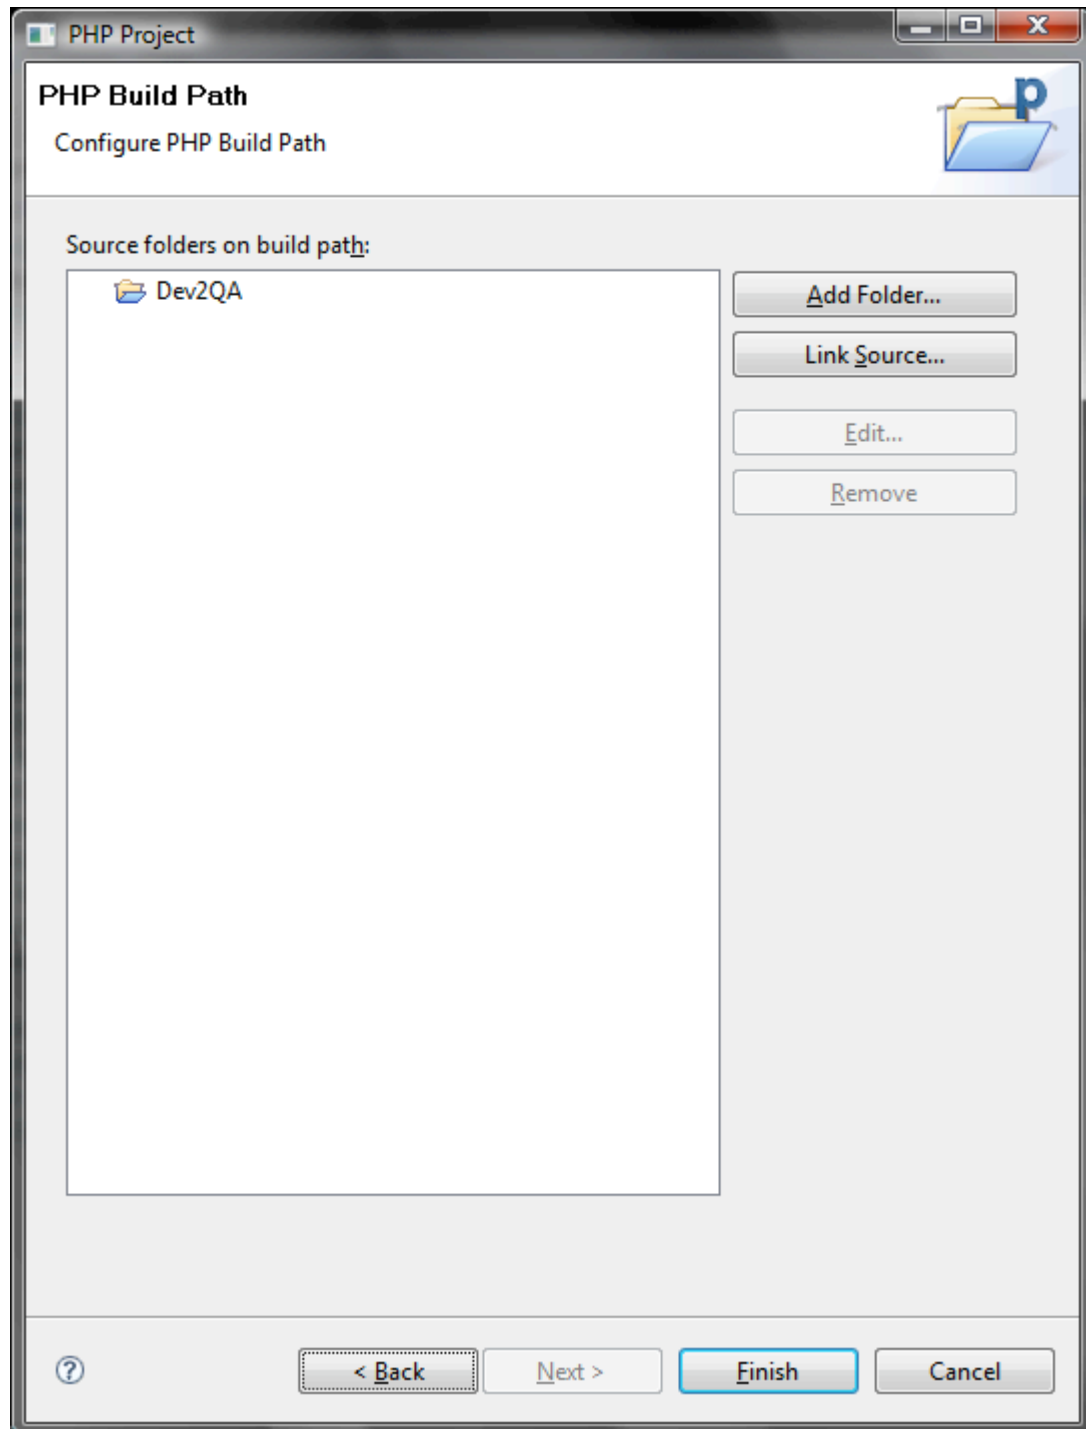 PHP Project
PHP Build Path
Configure PHP Build Path
Source folders on build path:
Dev2QA
Add Folder...
Link Source...
Edit...
Remove
< Back
Next >
Finish
Cancel